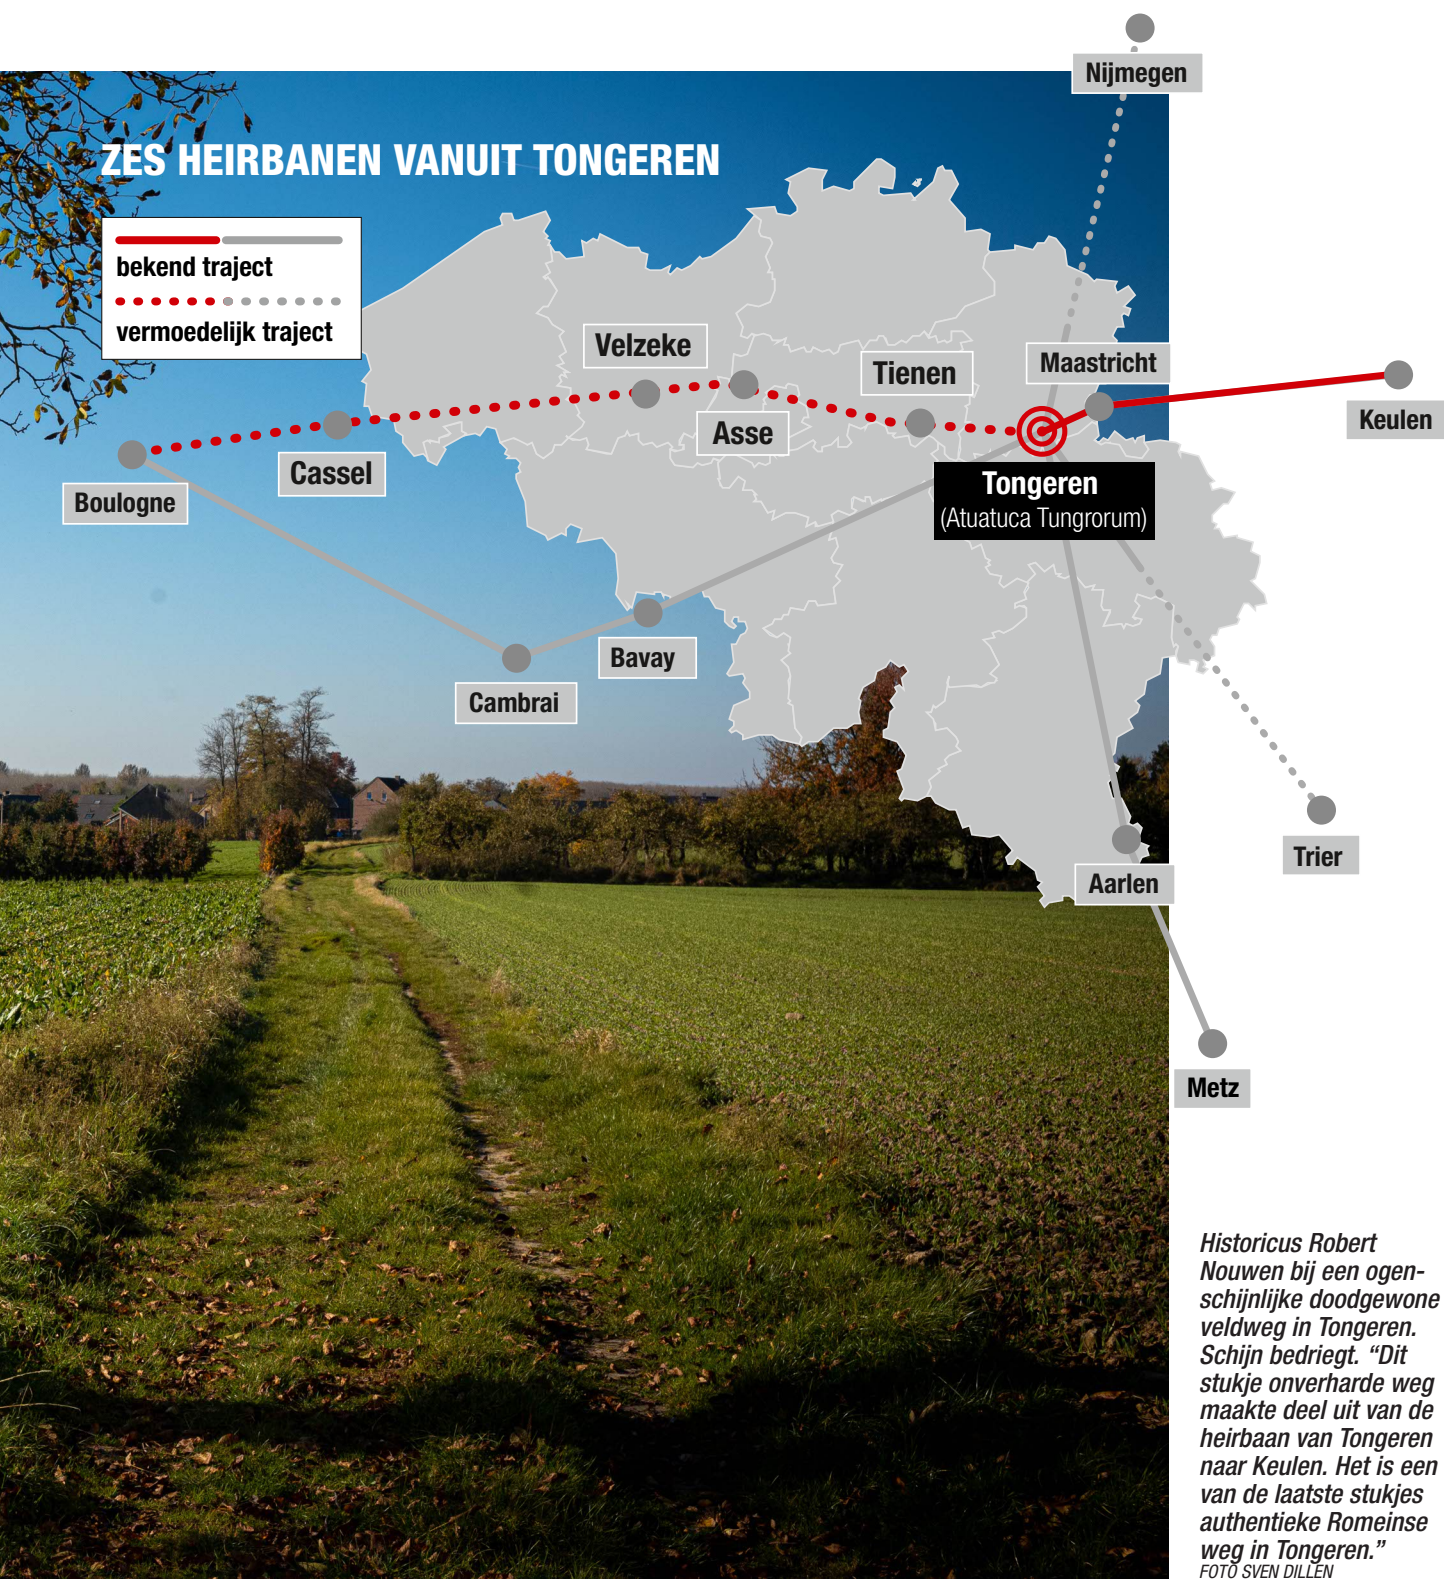 Nijmegen
ZES HEIRBANEN VANUIT TONGEREN
bekend traject
vermoedelijk traject
Velzeke
Maastricht
Tienen
Keulen
Asse
Cassel
Boulogne
Tongeren
(Atuatuca Tungrorum)
Bavay
Cambrai
Trier
Aarlen
Metz
Historicus Robert
Nouwen bij een ogen-
schijnlijke doodgewone
veldweg in Tongeren.
Schijn bedriegt. “Dit
stukje onverharde weg
maakte deel uit van de
heirbaan van Tongeren
naar Keulen. Het is een
van de laatste stukjes
authentieke Romeinse
weg in Tongeren.”
FOTO SVEN DILLEN